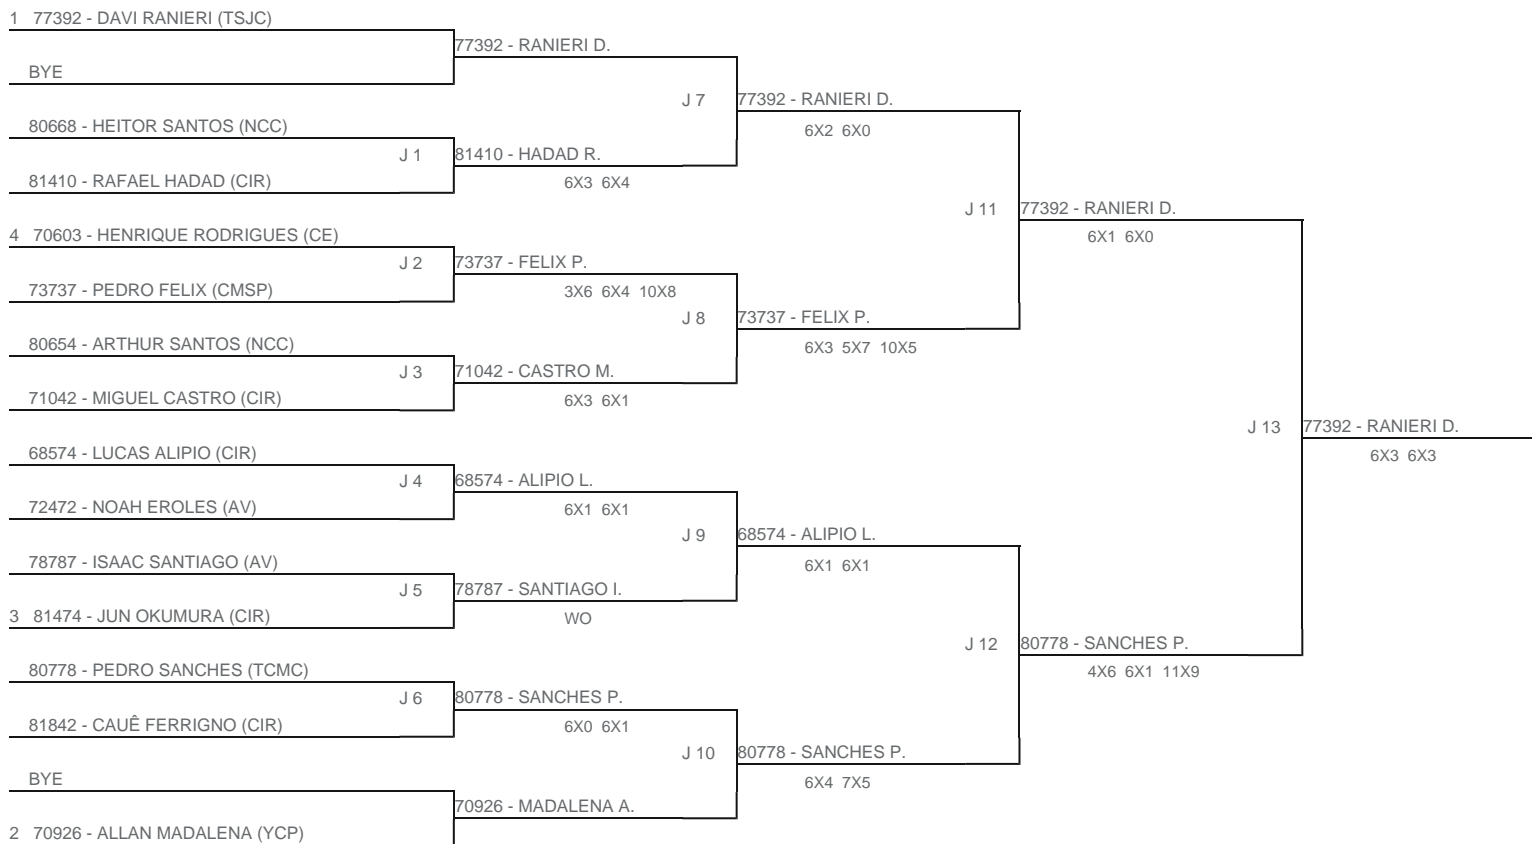 1 77392 - DAVI RANIERI (TSJC)
77392 - RANIERI D.
BYE
J 7 77392 - RANIERI D.
6X2 6X0
80668 - HEITOR SANTOS (NCC)
J 1 81410 - HADAD R.
6X3 6X4
81410 - RAFAEL HADAD (CIR)
J 11 77392 - RANIERI D.
6X1 6X0
4 70603 - HENRIQUE RODRIGUES (CE)
J 2 73737 - FELIX P.
3X6 6X4 10X8
73737 - PEDRO FELIX (CMSP)
J 8 73737 - FELIX P.
6X3 5X7 10X5
80654 - ARTHUR SANTOS (NCC)
J 3 71042 - CASTRO M.
6X3 6X1
71042 - MIGUEL CASTRO (CIR)
J 13 77392 - RANIERI D.
6X3 6X3
68574 - LUCAS ALIPIO (CIR)
J 4 68574 - ALIPIO L.
6X1 6X1
72472 - NOAH EROLES (AV)
J 9 68574 - ALIPIO L.
6X1 6X1
78787 - ISAAC SANTIAGO (AV)
J 5 78787 - SANTIAGO I.
WO
3 81474 - JUN OKUMURA (CIR)
J 12 80778 - SANCHES P.
4X6 6X1 11X9
80778 - PEDRO SANCHES (TCMC)
J 6 80778 - SANCHES P.
6X0 6X1
81842 - CAUÊ FERRIGNO (CIR)
J 10 80778 - SANCHES P.
6X4 7X5
BYE
70926 - MADALENA A.
2 70926 - ALLAN MADALENA (YCP)